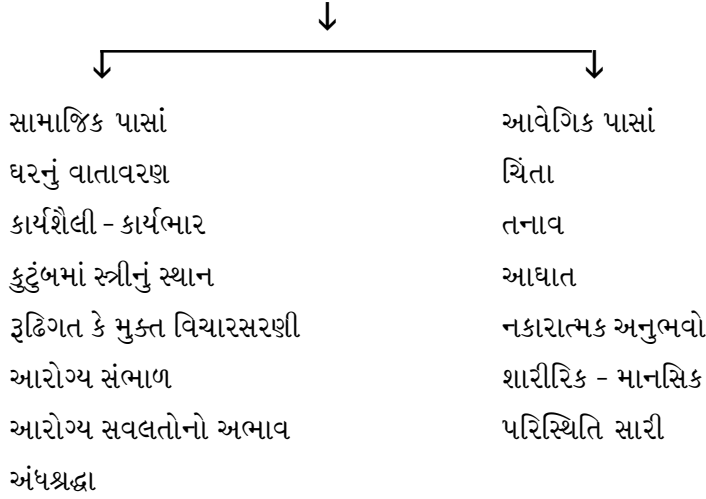 સામાજિક પાસાં
ઘરનું વાતાવરણ
કાર્યશૈલી - કાર્યભાર
કુટુંબમાં સ્ત્રીનું સ્થાન
રૂઢિગત કે મુક્ત વિચારસરણી
આરોગ્ય સંભાળ
આરોગ્ય સવલતોનો અભાવ
અંધશ્રદ્ધા
આવેગિક પાસાં
ચિંતા
તનાવ
આઘાત
નકારાત્મક અનુભવો
શારીરિક - માનસિક
પરિસ્થિતિ સારી